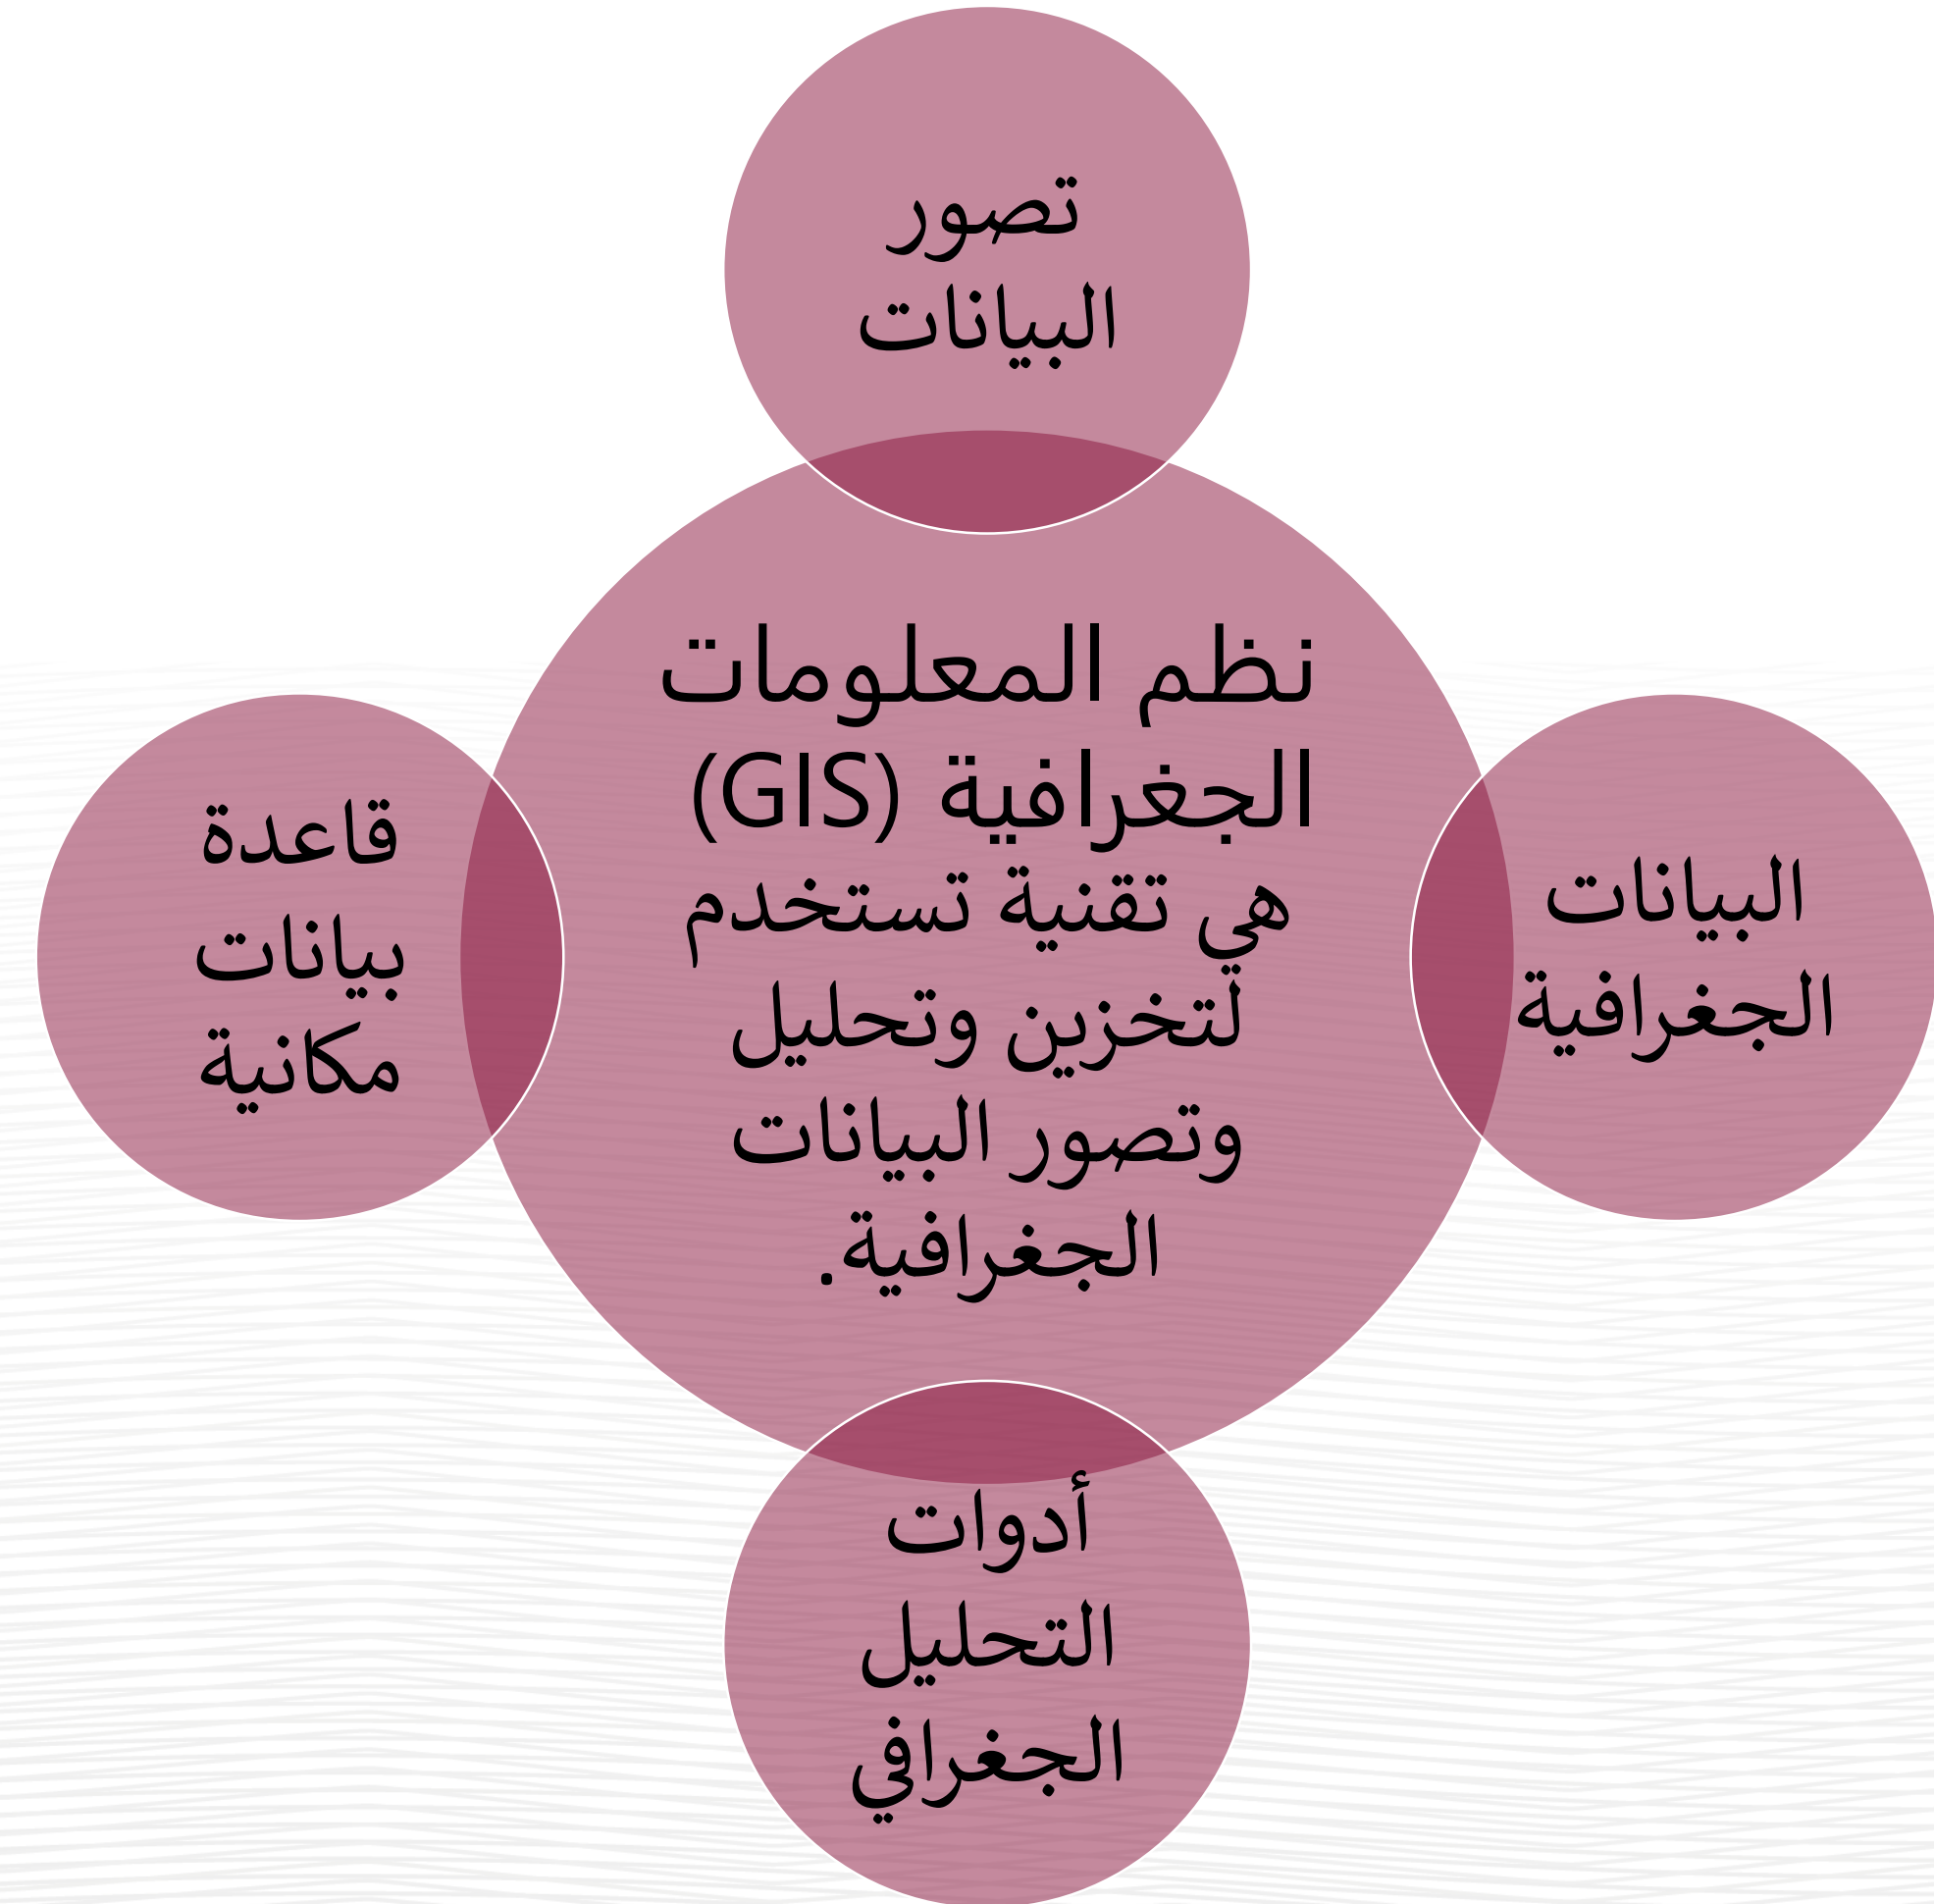 تصور
البيانات
نظم المعلومات
الجغرافية (GIS)
هي تقنية تستخدم
لتخزين وتحليل
وتصور البيانات
الجغرافية.
البيانات
الجغرافية
أدوات
التحليل
الجغرافي
قاعدة
بيانات
مكانية